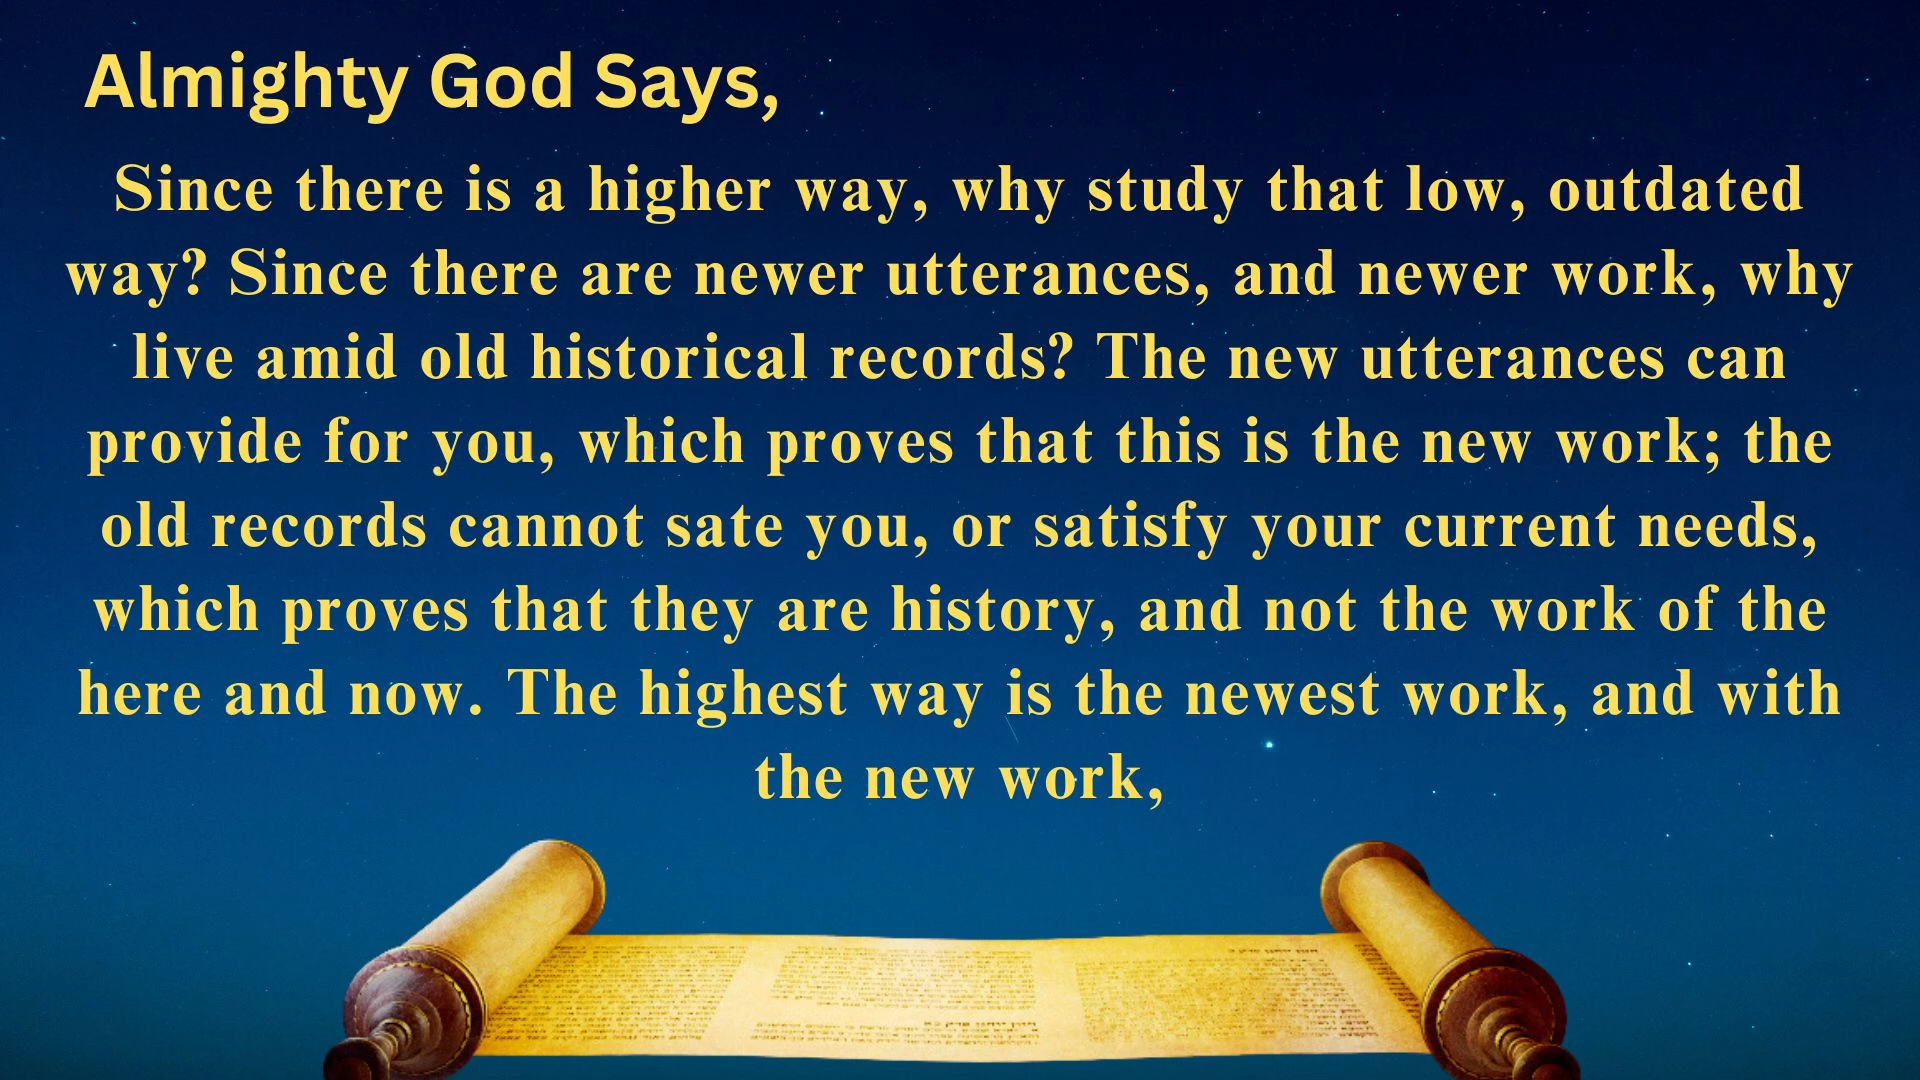 Almighty God Says,
Since there is a higher way, why study that low, outdated
way? Since there are newer utterances, and newer work, why
live amid old historical records? The new utterances can
provide for you, which proves that this is the new work; the
old records cannot sate you, or satisfy your current needs,
which proves that they are history, and not the work of the
here and now. The highest way is the newest work, and with
the new work,